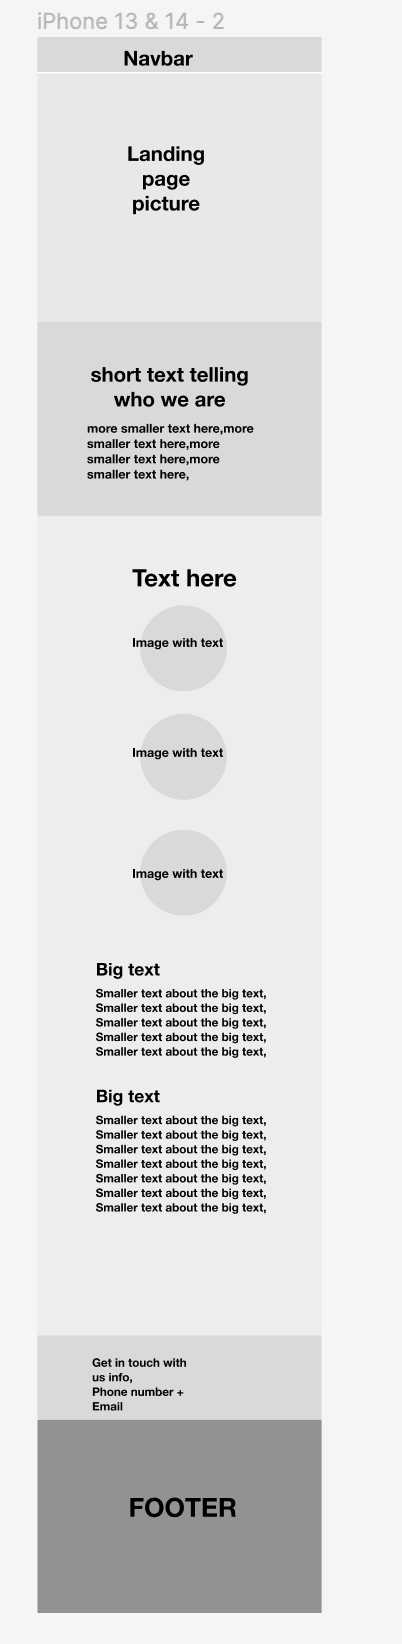 iPhone 13 & 14 - 2
Navbar
Landing
page
picture
short text telling
who we are
more smaller text here,more
smaller text here,more
smaller text here,more
smaller text here,
Text here
Image with text
Image with text
Image with text
Big text
Smaller text about the big text,
Smaller text about the big text,
Smaller text about the big text,
Smaller text about the big text,
Smaller text about the big text,
Big text
Smaller text about the big text,
Smaller text about the big text,
Smaller text about the big text,
Smaller text about the big text,
Smaller text about the big text,
Smaller text about the big text,
Smaller text about the big text,
Get in touch with
us info,
Phone number +
Email
FOOTER